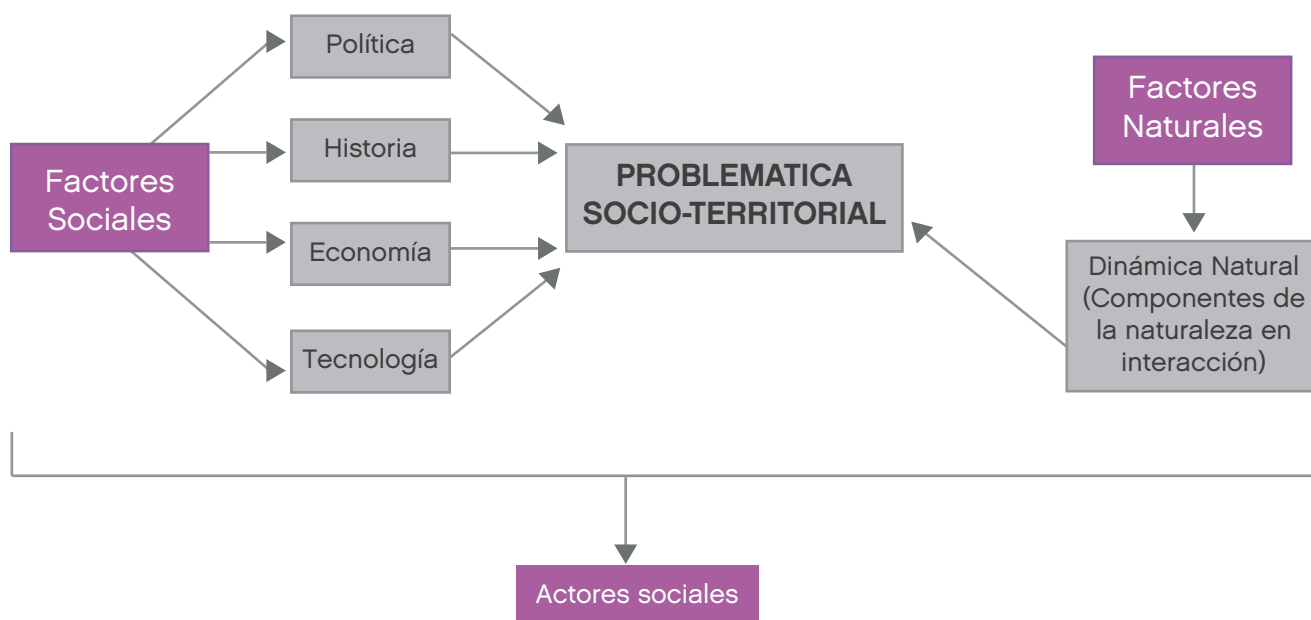 Política
Historia
Economía
Tecnología
Factores
Sociales
PROBLEMATICA
SOCIO-TERRITORIAL
Factores
Naturales
Dinámica Natural
(Componentes de
la naturaleza en
interacción)
Actores sociales